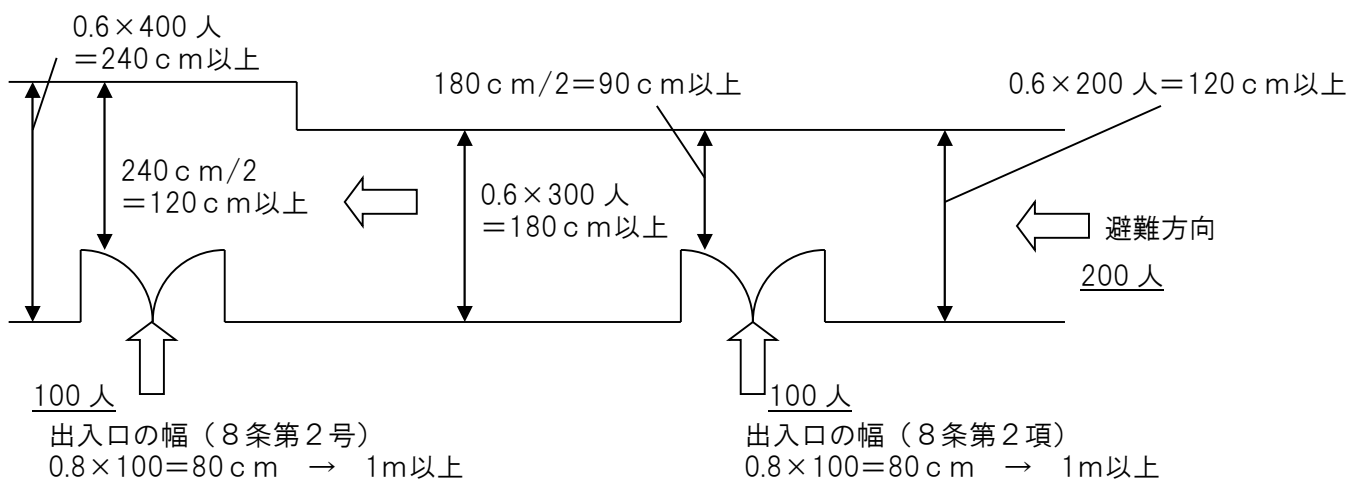 0.6×400 人
＝240ｃｍ以上
180ｃｍ/2＝90ｃｍ以上
0.6×200 人＝120ｃｍ以上
240ｃｍ/2
＝120ｃｍ以上
0.6×300 人
＝180ｃｍ以上
避難方向
200 人
100 人
出入口の幅（８条第２号）
0.8×100＝80ｃｍ　→　1ｍ以上
100 人
出入口の幅（８条第２項）
0.8×100＝80ｃｍ　→　1ｍ以上